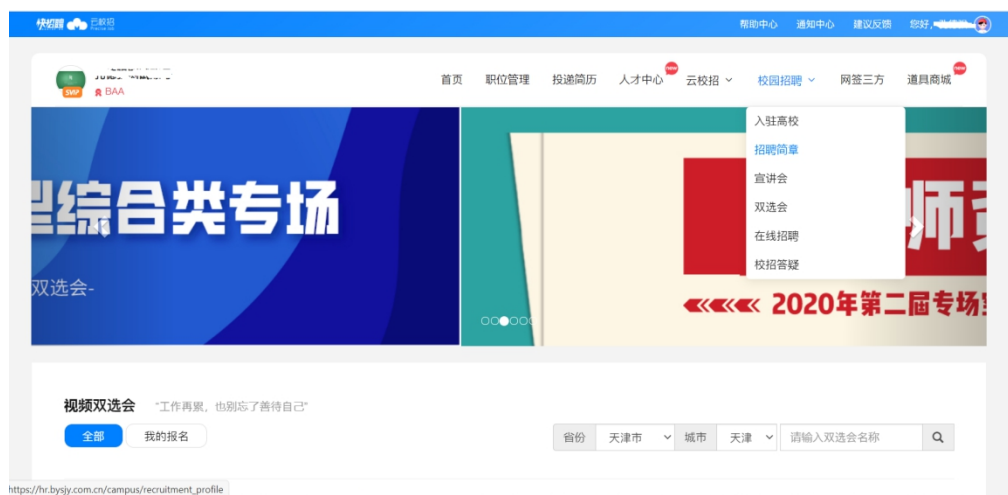 快招聘 云校招
帮助中心 通知中心 建议反馈 您好,
SVIP BAA
首页 职位管理 投递简历 人才中心 new 云校招 校园招聘 网签三方 道具商城 new
入驻高校
招聘简章
宣讲会
双选会
在线招聘
校招答疑
型综合类专场
双选会-
师资
2020年第二届专场
视频双选会 "工作再累,也别忘了善待自己"
全部 我的报名
省份 天津市 城市 天津 请输入双选会名称
https://hr.bysjy.com.cn/campus/recruitment_profile